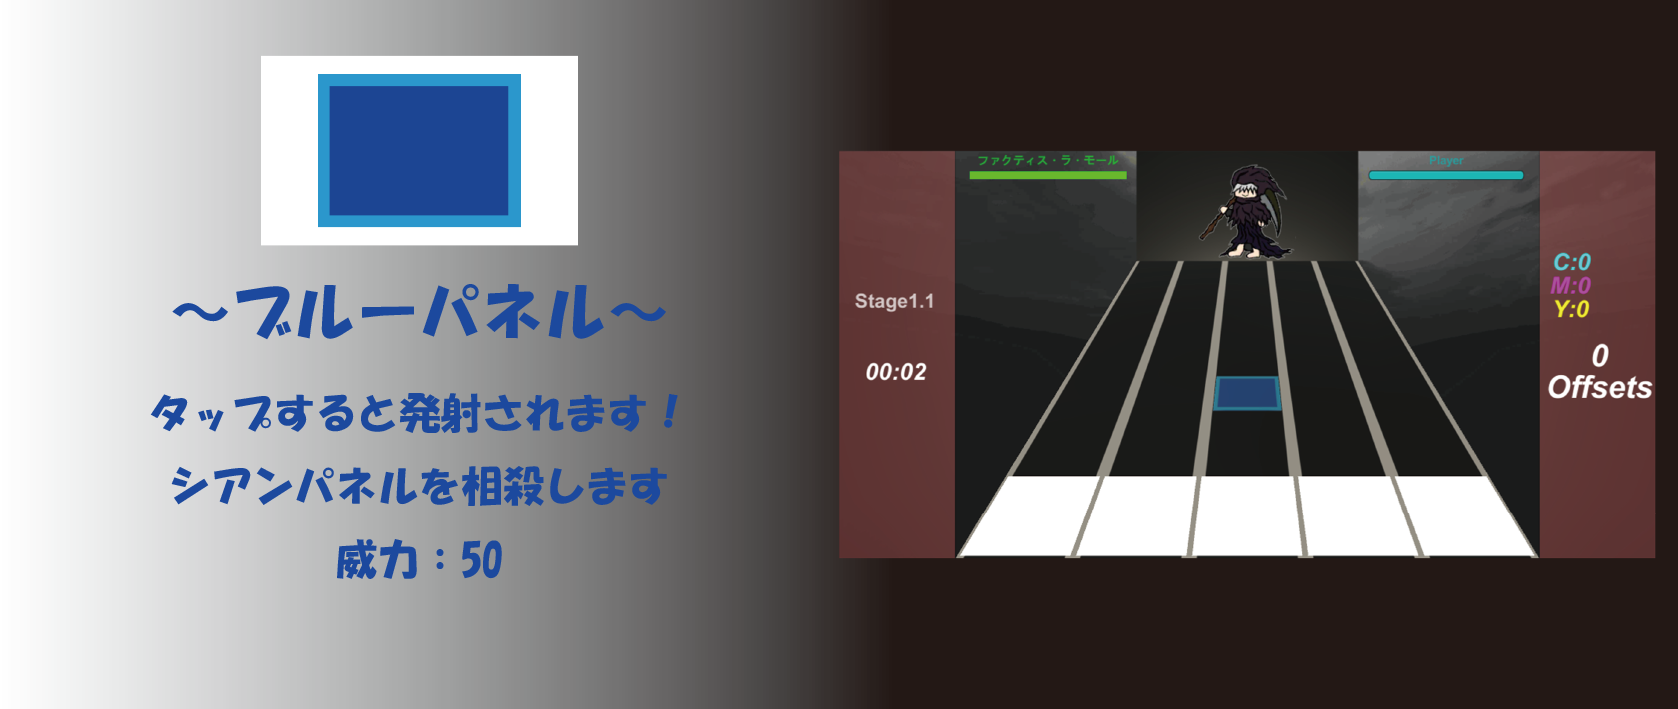 ～ブルーパネル～
タップすると発射されます！
シアンパネルを相殺します
威力：50
ファクティス・ラ・モール
Player
Stage1.1
00:02
C:0
M:0
Y:0
0
Offsets